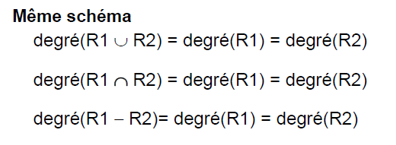 Même schéma
degré(R1 ∪ R2) = degré(R1) = degré(R2)
degré(R1 ∩ R2) = degré(R1) = degré(R2)
degré(R1 – R2)= degré(R1) = degré(R2)